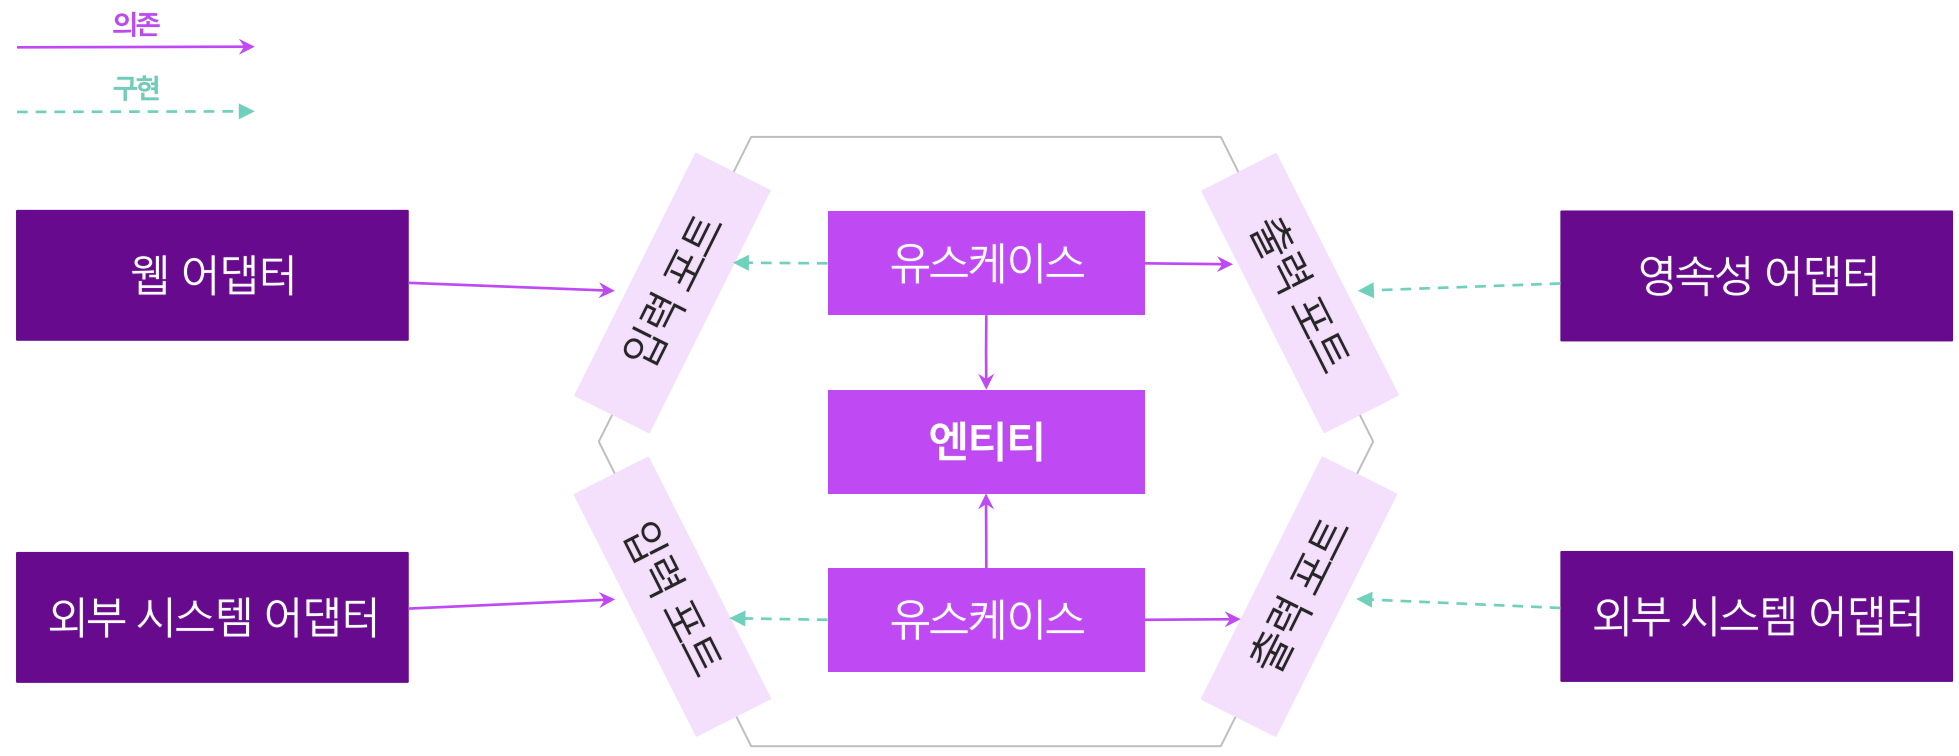 의존
구현
웹 어댑터
입력 포트
유스케이스
출력 포트
영속성 어댑터
엔티티
외부 시스템 어댑터
입력 포트
유스케이스
출력 포트
외부 시스템 어댑터